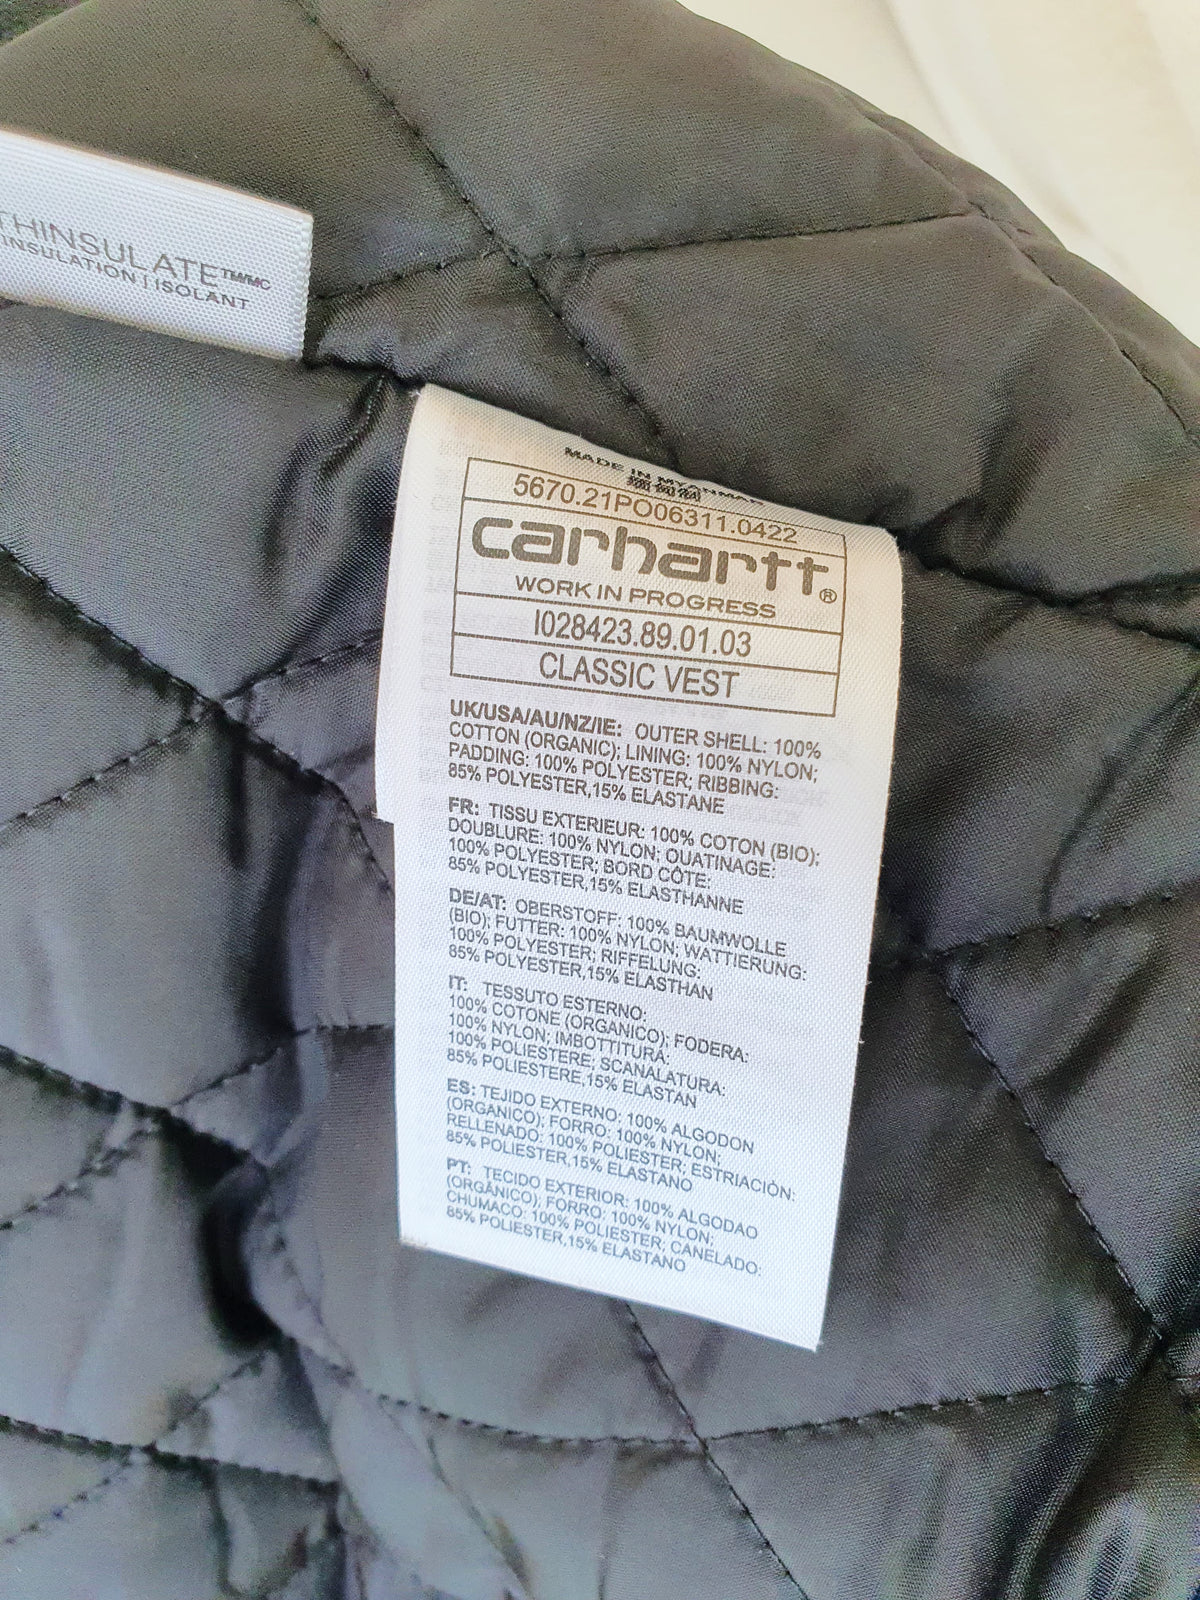 THINSULATE™/MC
INSULATION | ISOLANT
MADE IN MYANMAR
5670.21PO06311.0422
carhartt®
WORK IN PROGRESS
I028423.89.01.03
CLASSIC VEST
UK/USA/AU/NZ/IE: OUTER SHELL: 100%
COTTON (ORGANIC); LINING: 100% NYLON;
PADDING: 100% POLYESTER; RIBBING:
85% POLYESTER,15% ELASTANE
FR: TISSU EXTERIEUR: 100% COTON (BIO);
DOUBLURE: 100% NYLON; OUATINAGE:
100% POLYESTER; BORD CÔTE:
85% POLYESTER,15% ELASTHANNE
DE/AT: OBERSTOFF: 100% BAUMWOLLE
(BIO); FUTTER: 100% NYLON; WATTIERUNG:
100% POLYESTER; RIFFELUNG:
85% POLYESTER,15% ELASTHAN
IT: TESSUTO ESTERNO:
100% COTONE (ORGANICO); FODERA:
100% NYLON; IMBOTTITURA:
100% POLIESTERE; SCANALATURA:
85% POLIESTERE,15% ELASTAN
ES: TEJIDO EXTERNO: 100% ALGODON
(ORGANICO); FORRO: 100% NYLON;
RELLENADO: 100% POLIESTER; ESTRIACIÓN:
85% POLIESTER,15% ELASTANO
PT: TECIDO EXTERIOR: 100% ALGODAO
(ORGÂNICO); FORRO: 100% NYLON;
CHUMACO: 100% POLIESTER; CANELADO:
85% POLIESTER,15% ELASTANO